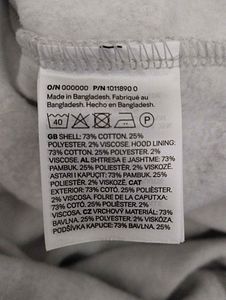 O/N 000000 P/N 1011890 0
Made in Bangladesh. Fabriqué au
Bangladesh. Hecho en Bangladesh.
40
P
GB SHELL: 73% COTTON. 25%
POLYESTER. 2% VISCOSE. HOOD LINING:
73% COTTON. 25% POLYESTER. 2%
VISCOSE. AL SHTRESA E JASHTME: 73%
PAMBUK. 25% POLIESTER. 2% VISKOZË.
ASTARI I KAPUÇIT: 73% PAMBUK. 25%
POLIESTER. 2% VISKOZË. CAT
EXTERIOR: 73% COTÓ. 25% POLIÈSTER.
2% VISCOSA. FOLRE DE LA CAPUTXA:
73% COTÓ. 25% POLIÈSTER. 2%
VISCOSA. CZ VRCHOVÝ MATERIÁL: 73%
BAVLNA. 25% POLYESTER. 2% VISKÓZA.
PODŠÍVKA KAPUCE: 73% BAVLNA. 25%